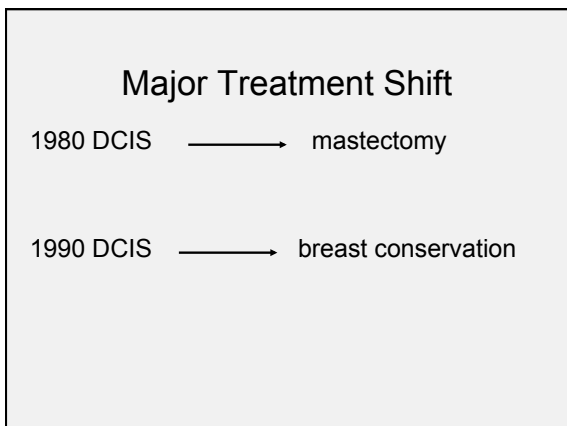 Major Treatment Shift
1980 DCIS mastectomy
1990 DCIS breast conservation